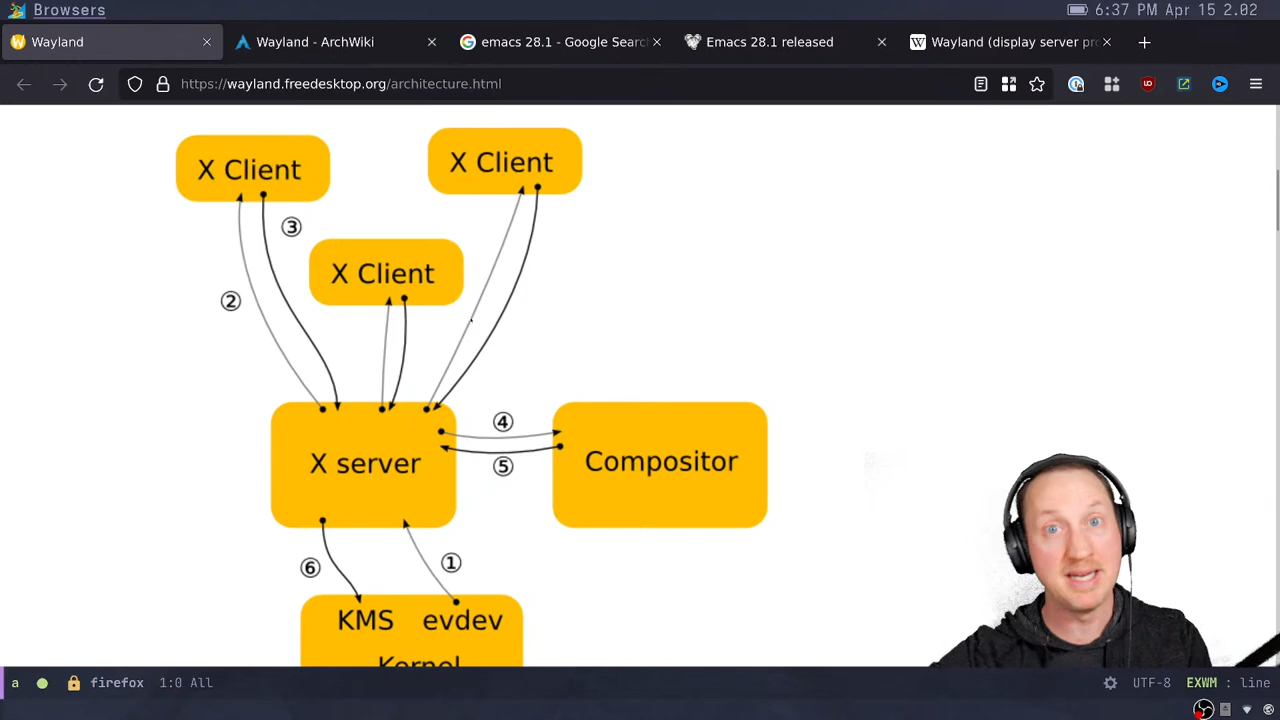 Browsers
6:37 PM Apr 15 2.02
Wayland
Wayland - ArchWiki
emacs 28.1 - Google Searc
Emacs 28.1 released
Wayland (display server pro
https://wayland.freedesktop.org/architecture.html
X Client
X Client
③
X Client
②
④
X server
Compositor
⑤
⑥
①
KMS evdev
Kernel
a firefox 1:0 All
UTF-8 EXWM : line